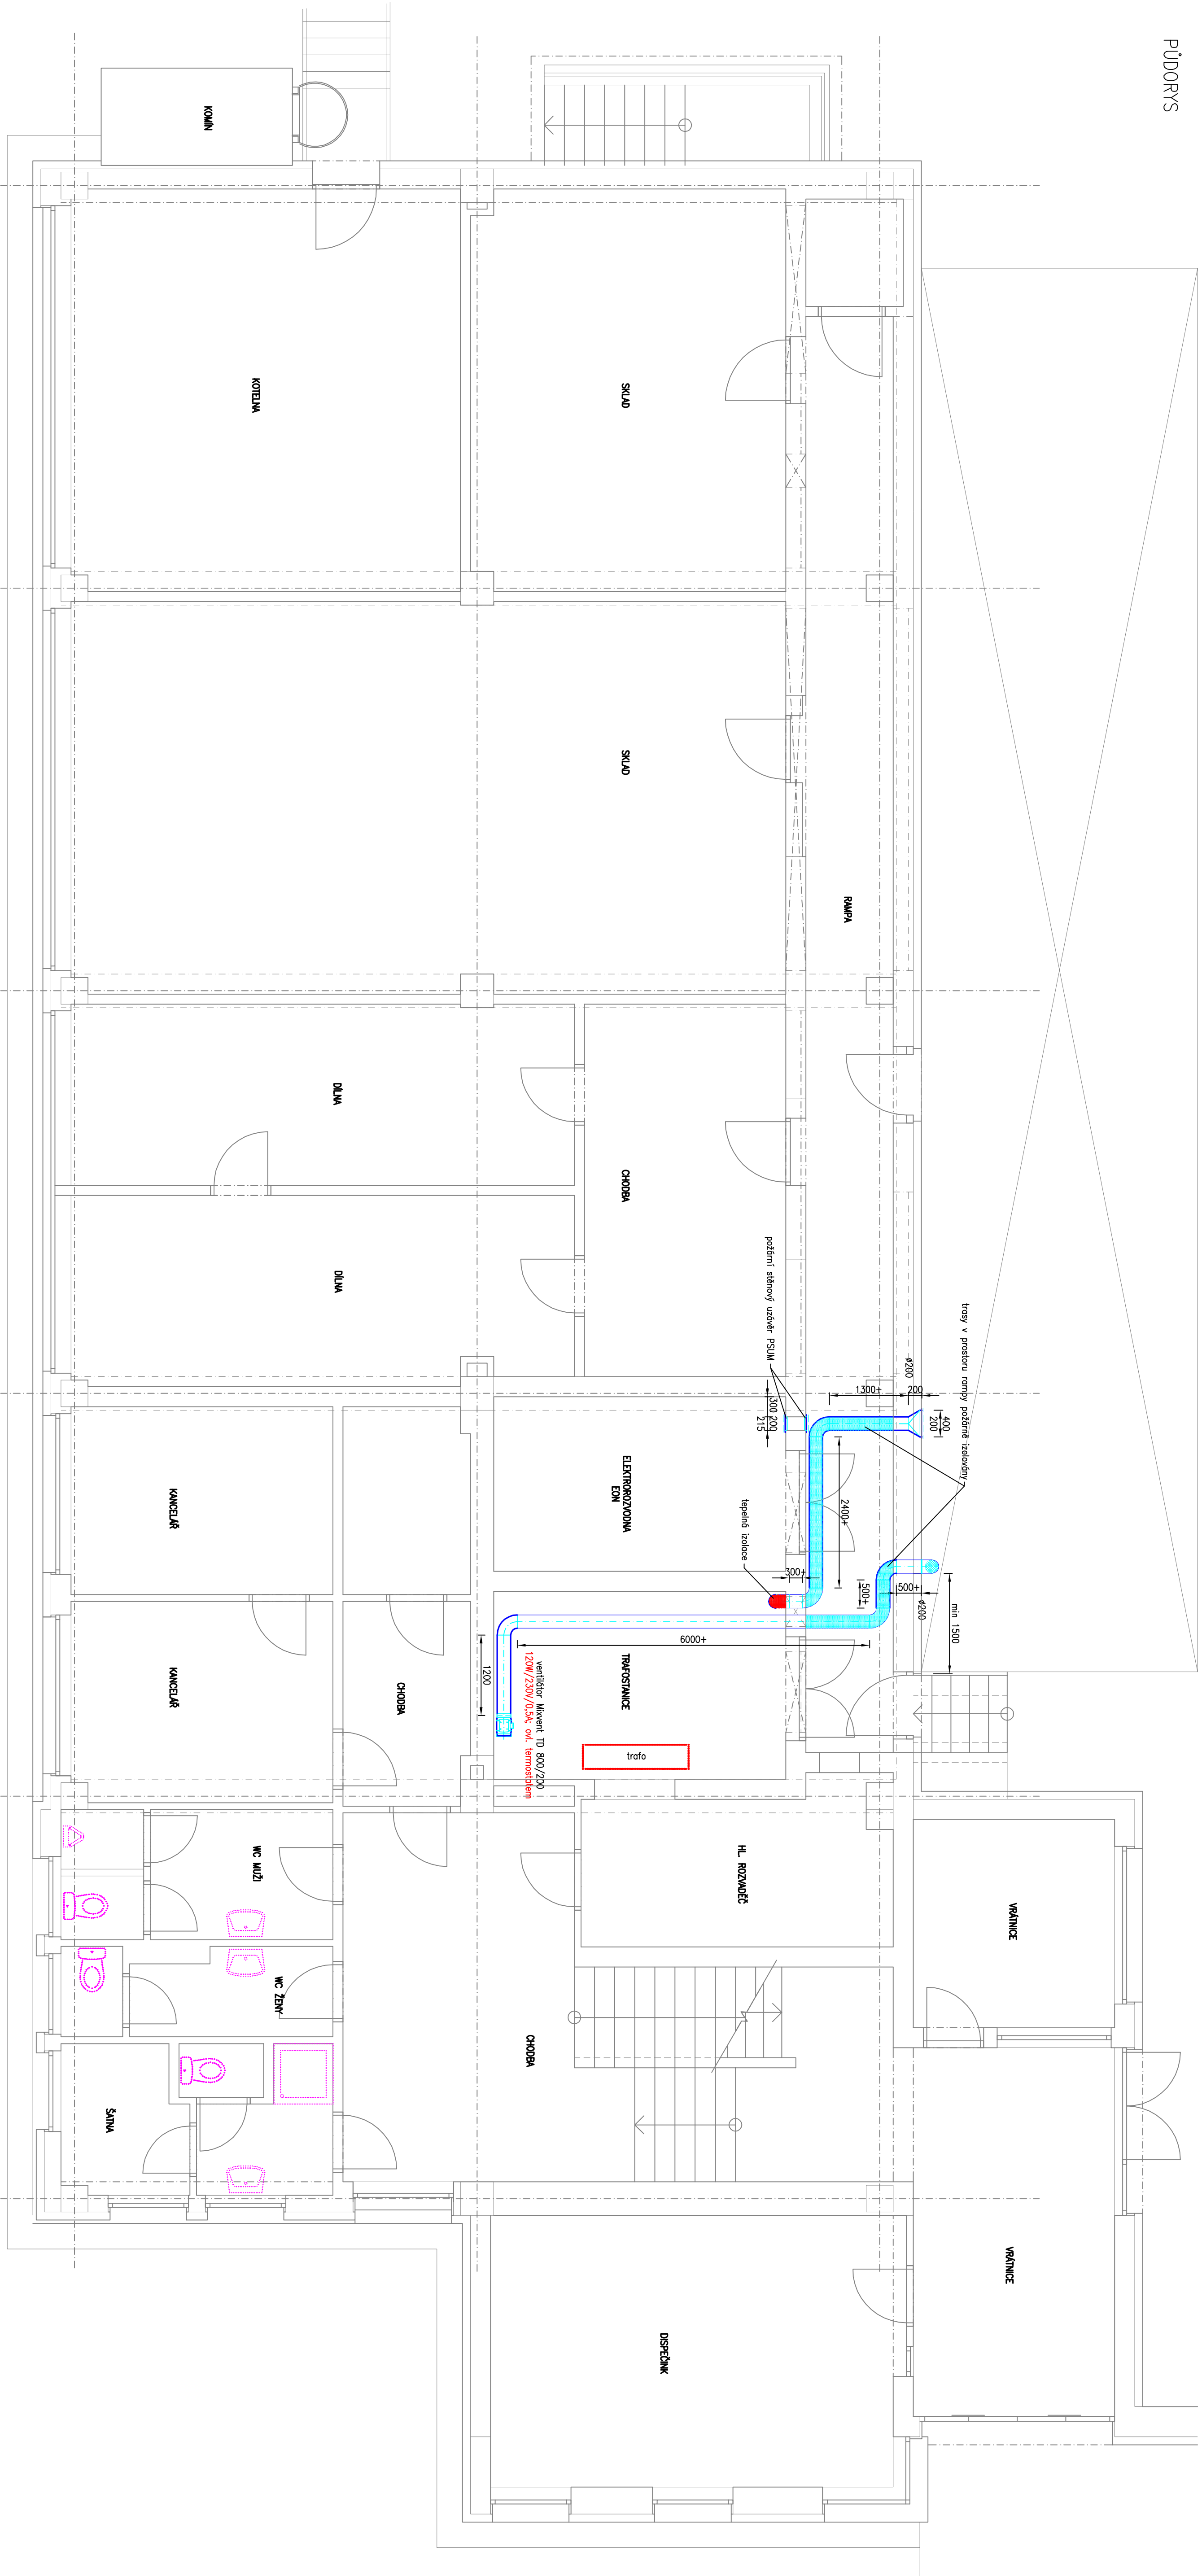 PŮDORYS
KOMÍN
KOTELNA
SKLAD
SKLAD
RAMPA
DÍLNA
CHODBA
DÍLNA
požární stěnový uzávěr PSUM
trasy v prostoru rampy požárně izolovány
ø200
1300+
200
400
200
300
200
215
2400+
ELEKTROROZVODNA
EON
KANCELÁŘ
tepelná izolace
300+
500+
500+
ø200
min 1500
6000+
1200
ventilátor Mixvent TD 800/200
120W/230V/0,5A; ovl. termostatem
TRAFOSTANICE
trafo
KANCELÁŘ
CHODBA
WC MUŽI
HL. ROZVADĚČ
VRÁTNICE
WC ŽENY
CHODBA
ŠATNA
VRÁTNICE
DISPEČINK